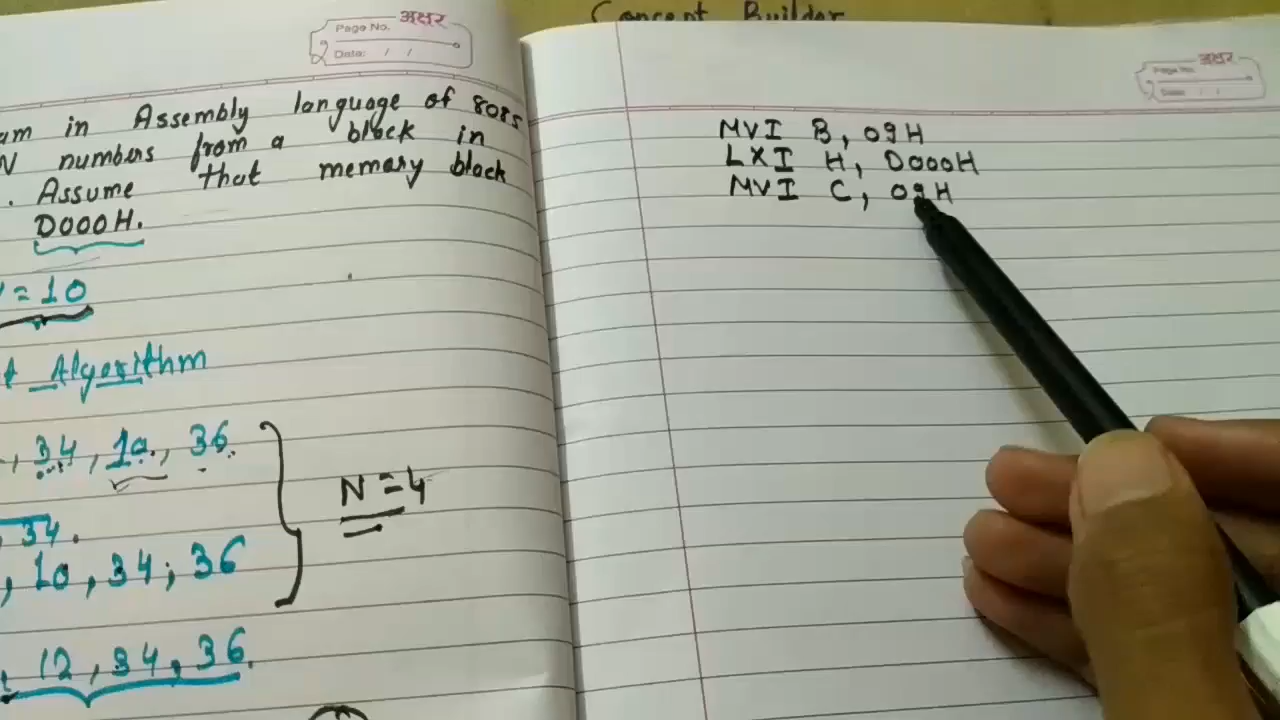 Concept Builder
अक्षर
Page No.
Date: / /
am in Assembly language of 8085
N numbers from a block in
. Assume that memory block
D000H.
= 10
Algorithm
, 34, 10, 36
N = 4
, 34.
, 10, 34, 36
, 12, 34, 36.
अक्षर
Page No.
Date: / /
MVI B, 09H
LXI H, D000H
MVI C, 09H